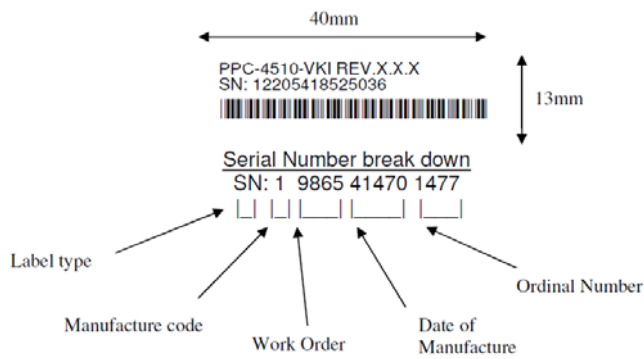 40mm
PPC-4510-VKI REV.X.X.X
SN: 12205418525036
13mm
Serial Number break down
SN: 1 9865 41470 1477
Label type
Manufacture code
Work Order
Date of
Manufacture
Ordinal Number